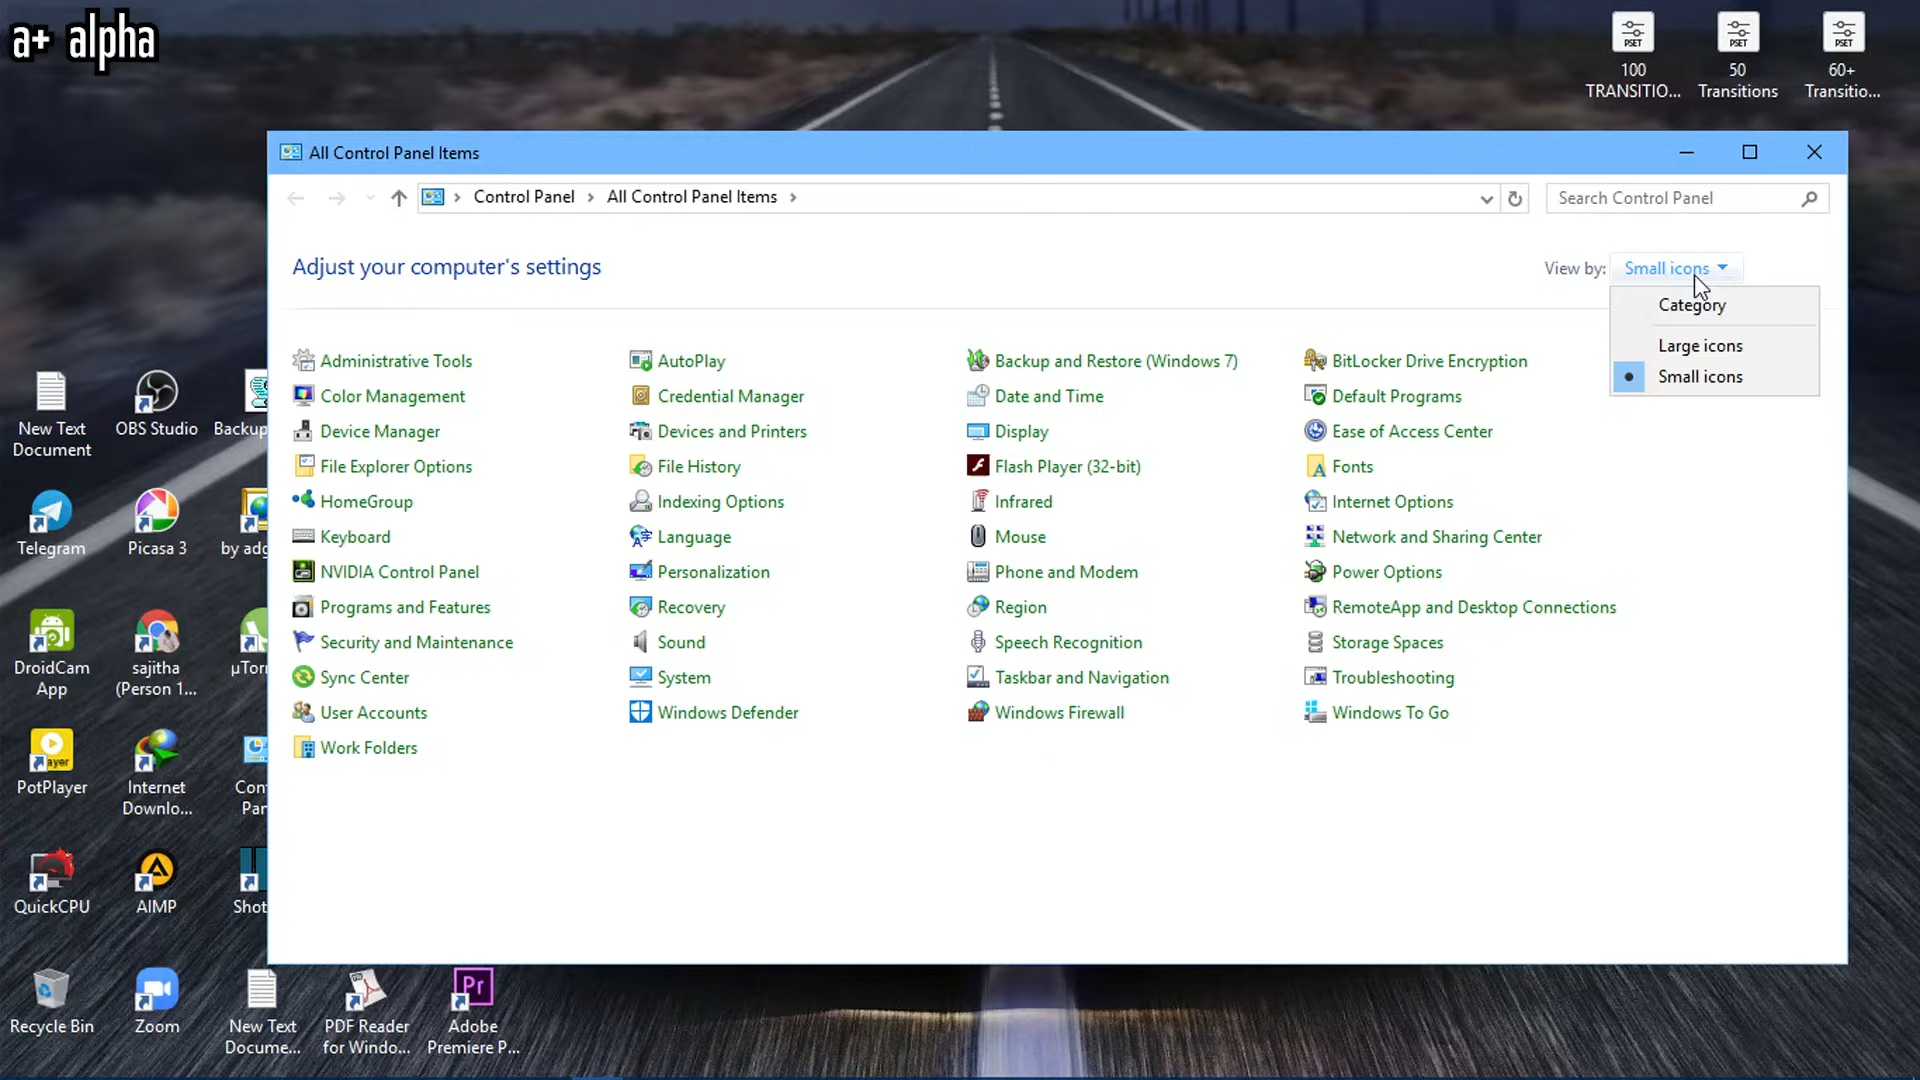 a+ alpha
PSET
100
TRANSITIO...
PSET
50
Transitions
PSET
60+
Transitio...
All Control Panel Items
Control Panel
All Control Panel Items
Search Control Panel
Adjust your computer's settings
View by: Small icons
Category
Large icons
Small icons
Administrative Tools
AutoPlay
Backup and Restore (Windows 7)
BitLocker Drive Encryption
Color Management
Credential Manager
Date and Time
Default Programs
Device Manager
Devices and Printers
Display
Ease of Access Center
File Explorer Options
File History
Flash Player (32-bit)
Fonts
HomeGroup
Indexing Options
Infrared
Internet Options
Keyboard
Language
Mouse
Network and Sharing Center
NVIDIA Control Panel
Personalization
Phone and Modem
Power Options
Programs and Features
Recovery
Region
RemoteApp and Desktop Connections
Security and Maintenance
Sound
Speech Recognition
Storage Spaces
Sync Center
System
Taskbar and Navigation
Troubleshooting
User Accounts
Windows Defender
Windows Firewall
Windows To Go
Work Folders
New Text
Document
OBS Studio
Backup
Telegram
Picasa 3
by adg
DroidCam
App
sajitha
(Person 1...
µTorr
PotPlayer
Internet
Downlo...
Con
Par
QuickCPU
AIMP
Shot
Recycle Bin
Zoom
New Text
Docume...
PDF Reader
for Windo...
Pr
Adobe
Premiere P...